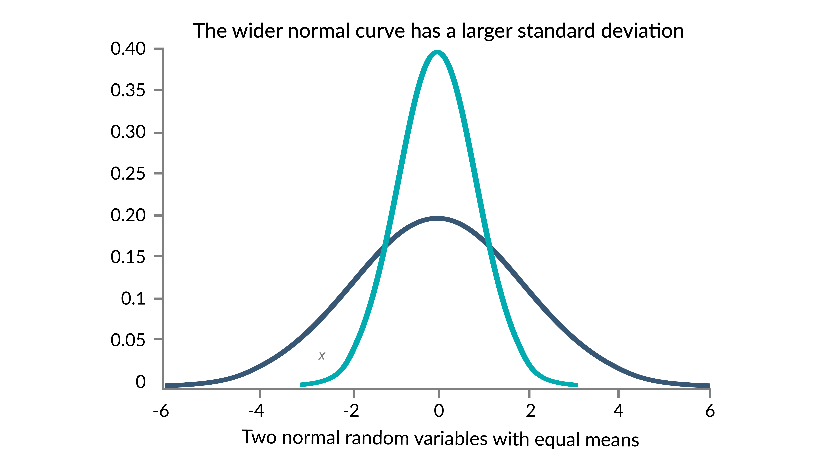 The wider normal curve has a larger standard deviation
0.40
0.35
0.30
0.25
0.20
0.15
0.1
0.05
x
0
-6 -4 -2 0 2 4 6
Two normal random variables with equal means